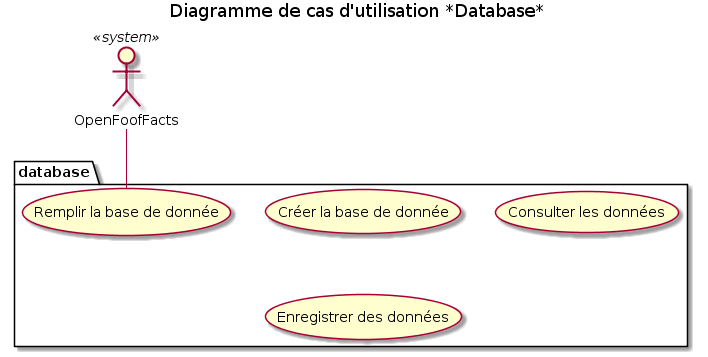 Diagramme de cas d'utilisation *Database*
«system»
OpenFoofFacts
database
Remplir la base de donnée
Créer la base de donnée
Consulter les données
Enregistrer des données